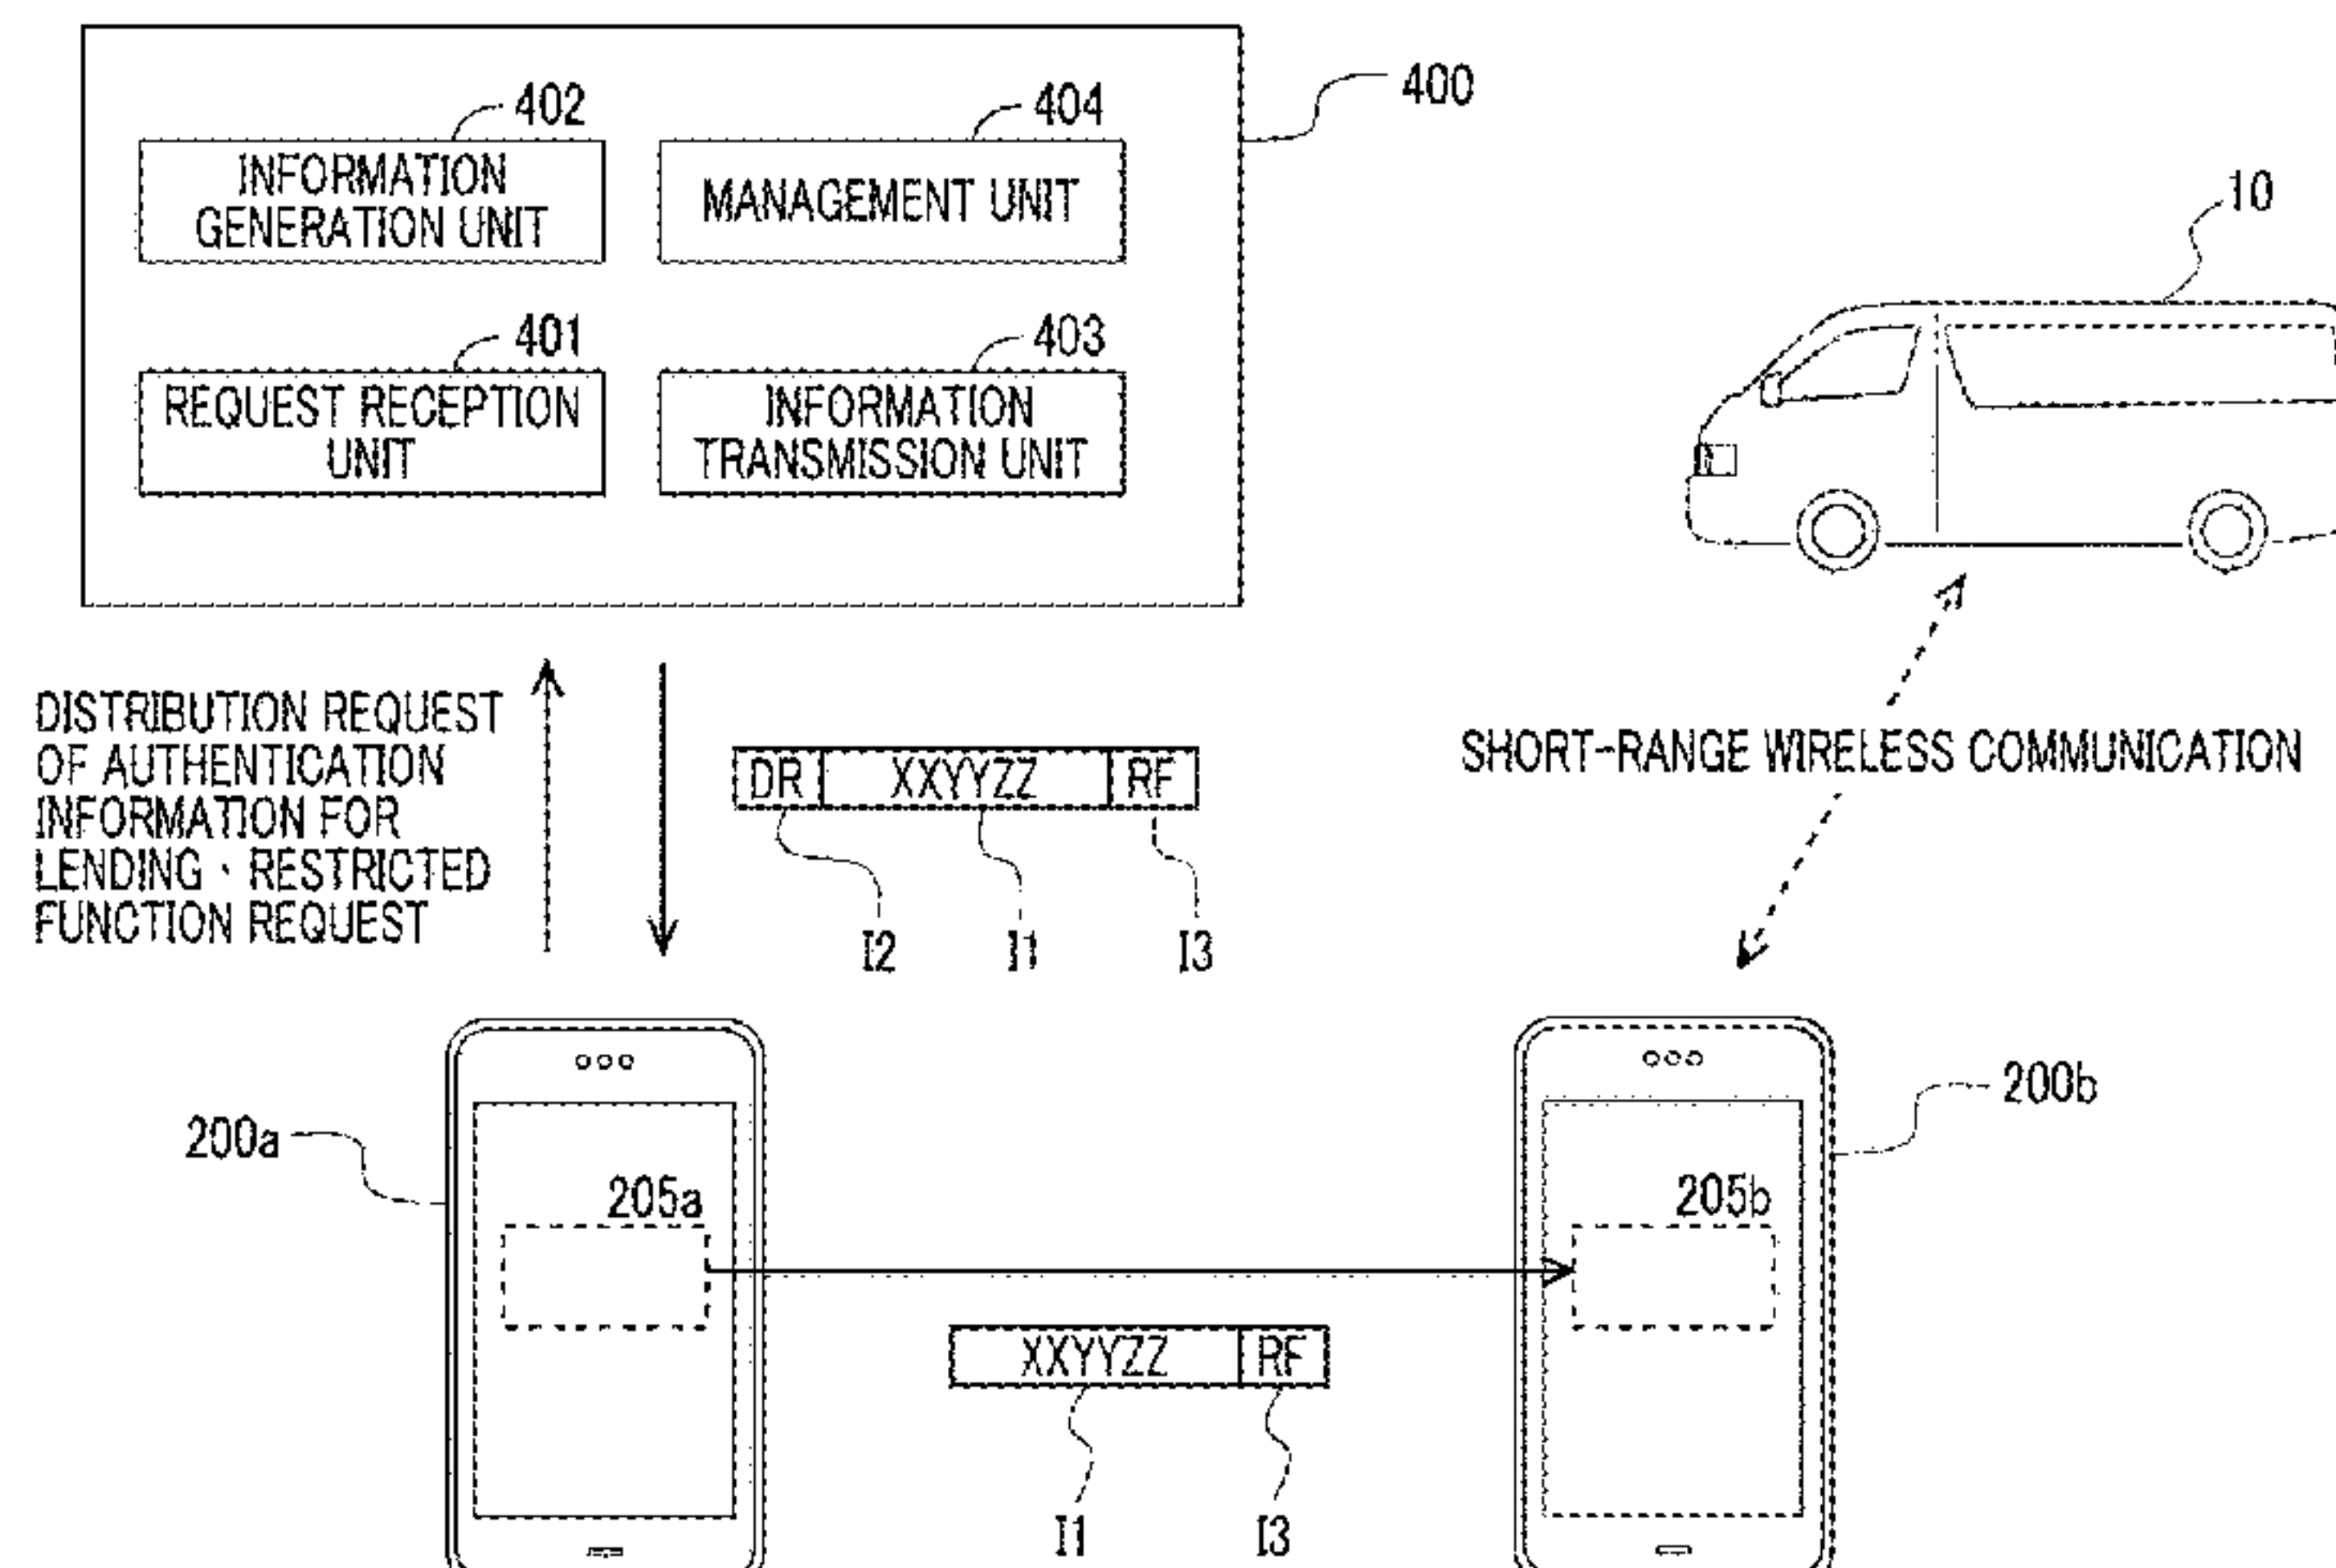 400
402
404
INFORMATION
GENERATION UNIT
MANAGEMENT UNIT
401
403
REQUEST RECEPTION
UNIT
INFORMATION
TRANSMISSION UNIT
10
DISTRIBUTION REQUEST
OF AUTHENTICATION
INFORMATION FOR
LENDING · RESTRICTED
FUNCTION REQUEST
DR XXYYZZ RF
I2 I1 I3
SHORT-RANGE WIRELESS COMMUNICATION
200a
205a
200b
205b
XXYYZZ RF
I1 I3